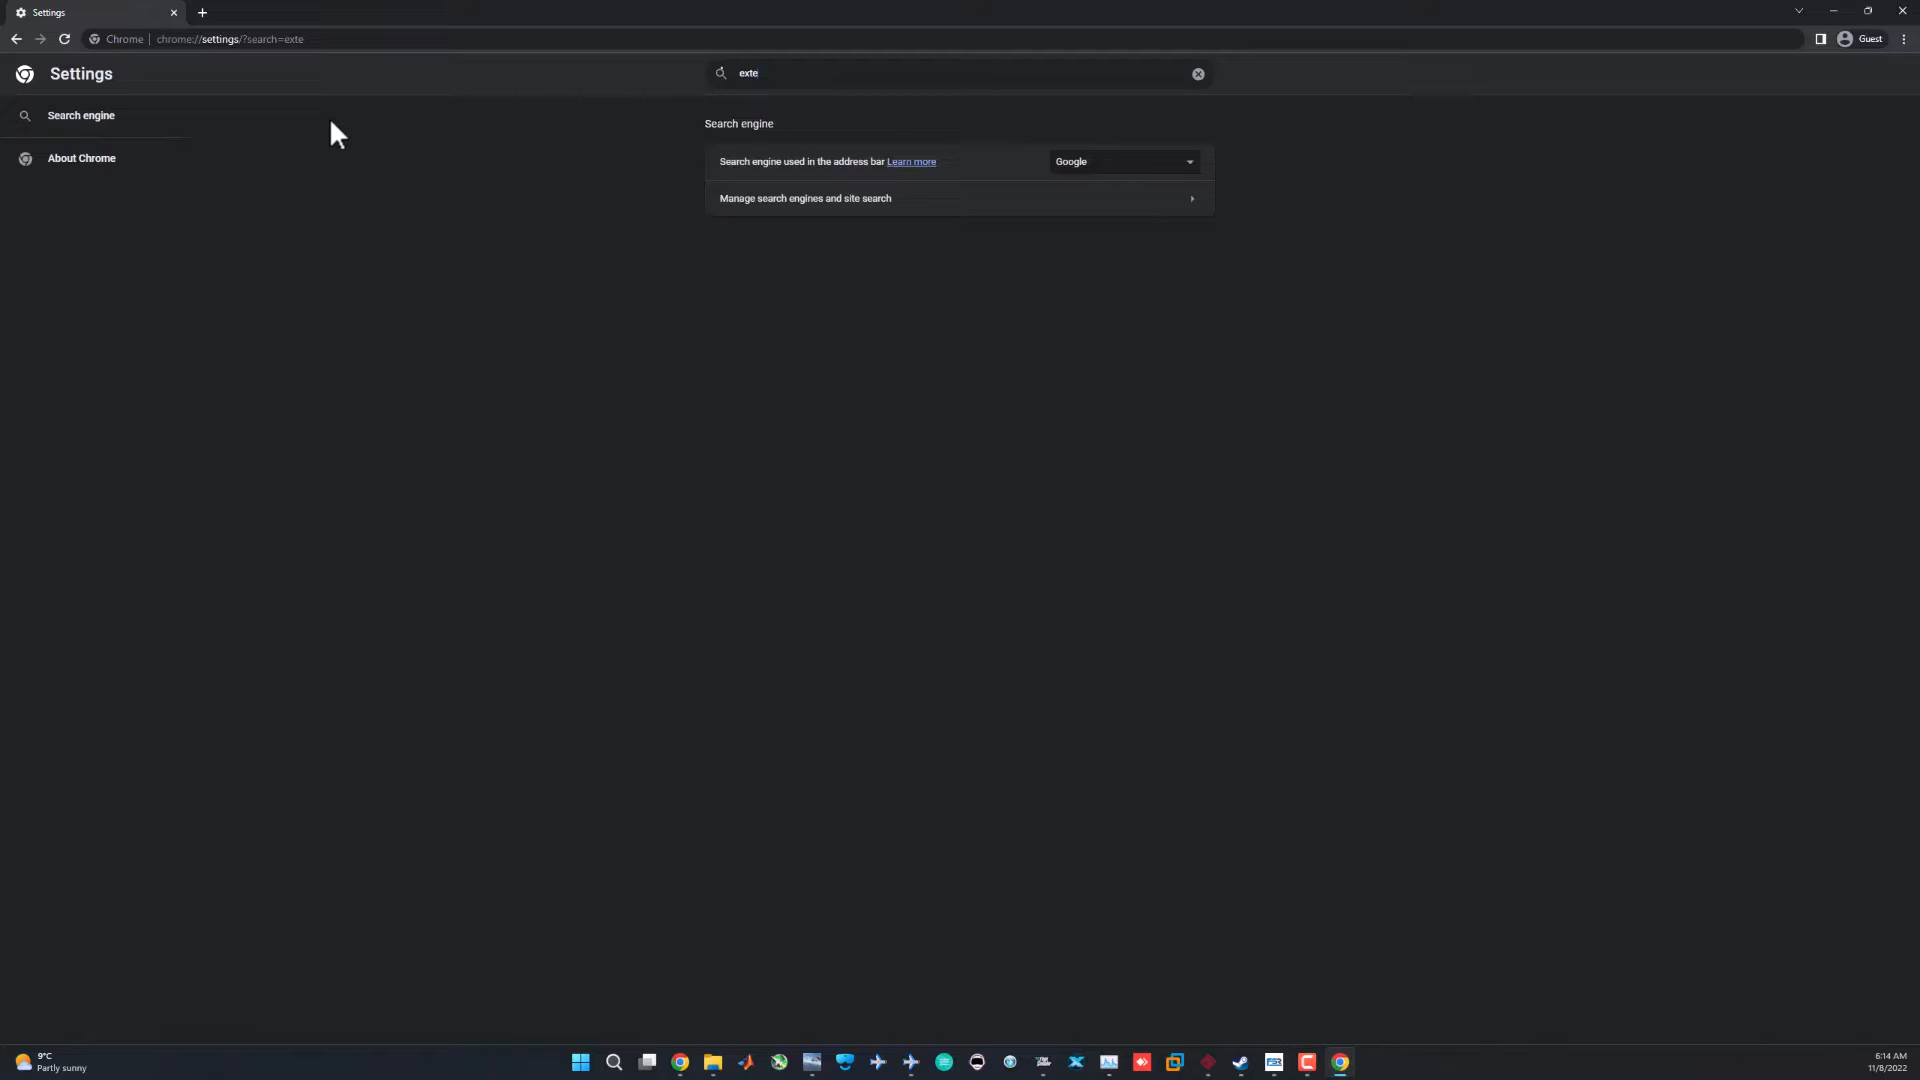 Settings
Chrome
chrome://settings/?search=exte
Guest
Settings
exte
Search engine
About Chrome
Search engine
Search engine used in the address bar Learn more
Google
Manage search engines and site search
9°C
Partly sunny
FSR
6:14 AM
11/8/2022